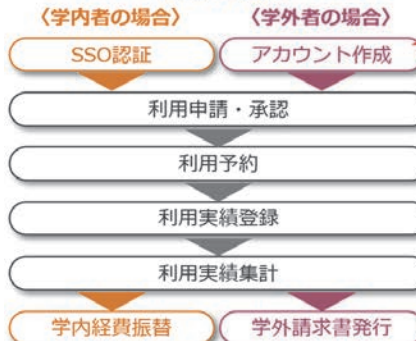 〈学内者の場合〉 〈学外者の場合〉
SSO認証 アカウント作成
利用申請・承認
利用予約
利用実績登録
利用実績集計
学内経費振替 学外請求書発行